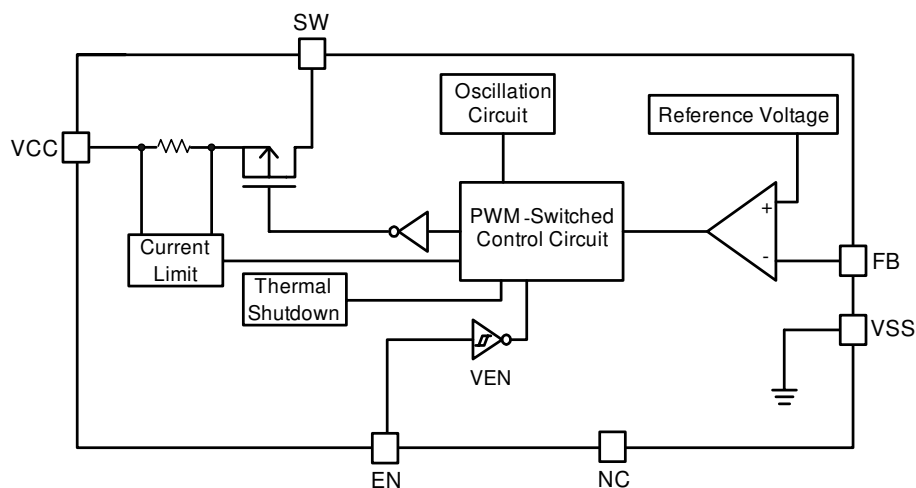 SW
Oscillation
Circuit
Reference Voltage
VCC
PWM-Switched
Control Circuit
+
-
Current
Limit
FB
Thermal
Shutdown
VSS
VEN
EN
NC